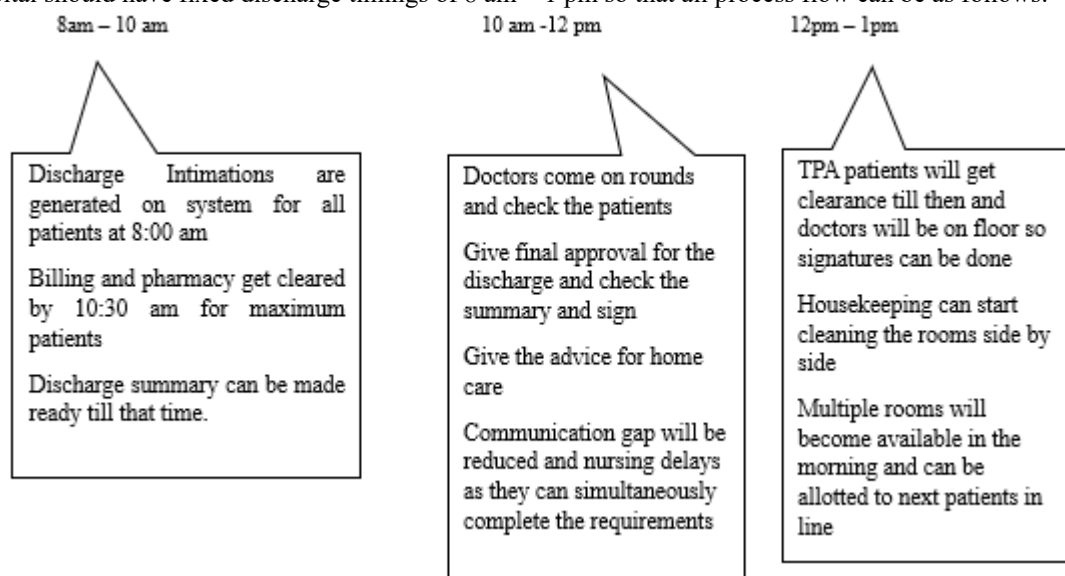 should have fixed discharge timings of 8 am – 1 pm so that all process flow can be as follows:
8am – 10 am
10 am -12 pm
12pm – 1pm
Discharge Intimations are
generated on system for all
patients at 8:00 am
Billing and pharmacy get cleared
by 10:30 am for maximum
patients
Discharge summary can be made
ready till that time.
Doctors come on rounds
and check the patients
Give final approval for the
discharge and check the
summary and sign
Give the advice for home
care
Communication gap will be
reduced and nursing delays
as they can simultaneously
complete the requirements
TPA patients will get
clearance till then and
doctors will be on floor so
signatures can be done
Housekeeping can start
cleaning the rooms side by
side
Multiple rooms will
become available in the
morning and can be
allotted to next patients in
line